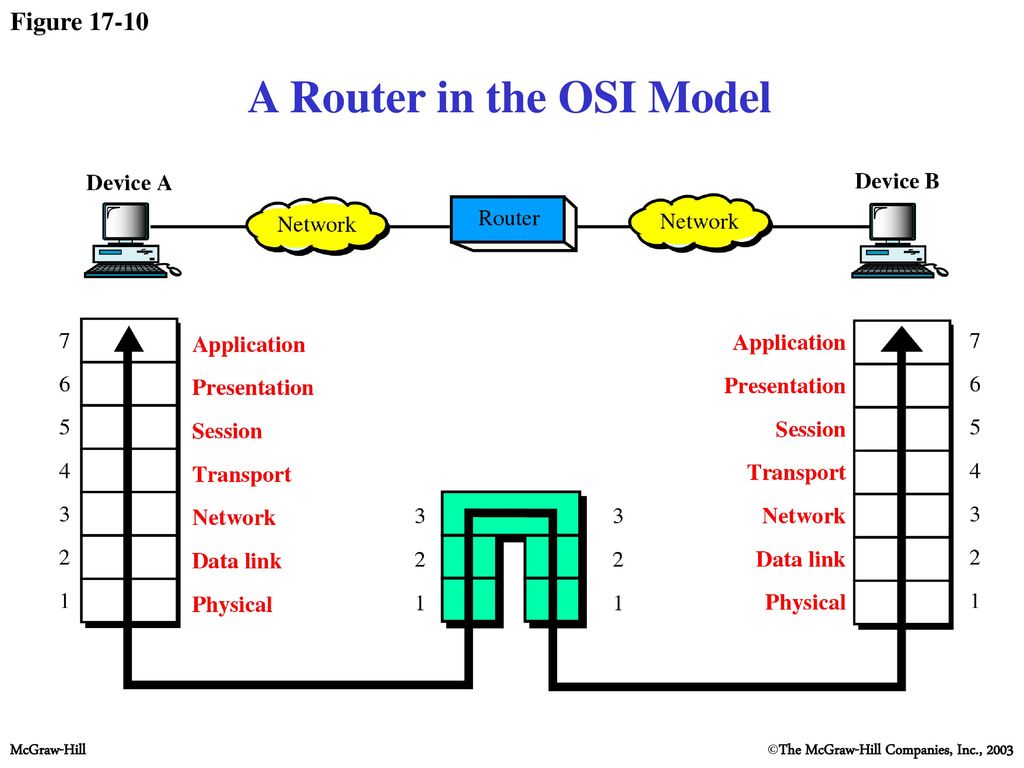 Figure 17-10
A Router in the OSI Model
Device A
Device B
Network
Router
Network
7 Application Application 7
6 Presentation Presentation 6
5 Session Session 5
4 Transport Transport 4
3 Network 3 3 Network 3
2 Data link 2 2 Data link 2
1 Physical 1 1 Physical 1
McGraw-Hill
©The McGraw-Hill Companies, Inc., 2003